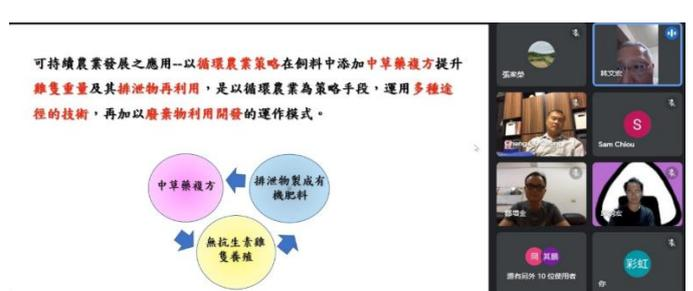 可持續農業發展之應用--以循環農業策略在飼料中添加中草藥複方提升
雞隻重量及其排泄物再利用，是以循環農業為策略手段，運用多種途
徑的技術，再加以廢棄物利用開發的運作模式。
中草藥複方
排泄物製成有
機肥料
無抗生素雞
隻養殖
張家榮
林文宏
S
Sam Chiou
其鵬
還有另外 10 位使用者
彩虹
你